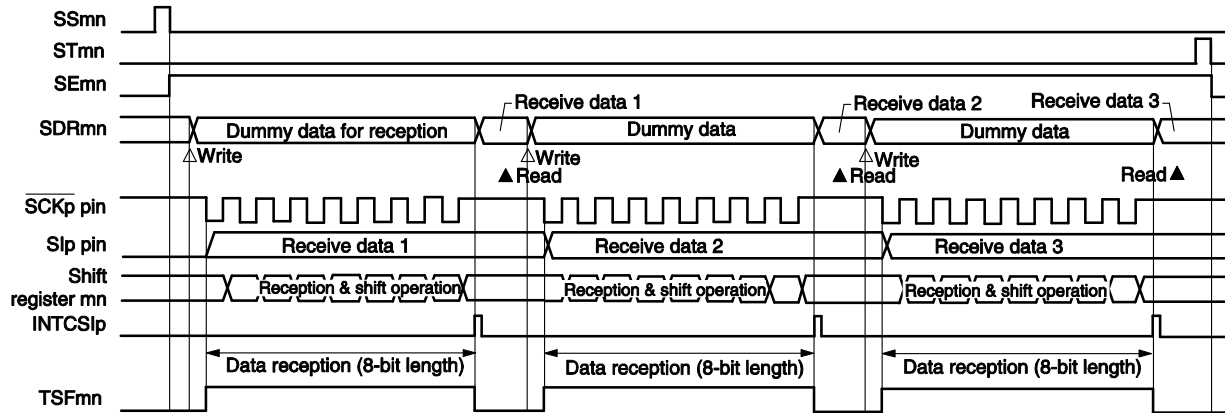 SSmn
STmn
SEmn
Receive data 1
Receive data 2
Receive data 3
SDRmn
Dummy data for reception
Dummy data
Dummy data
△Write
△Write
△Write
▲Read
▲Read
Read▲
SCKp pin
SIp pin
Receive data 1
Receive data 2
Receive data 3
Shift
register mn
Reception & shift operation
Reception & shift operation
Reception & shift operation
INTCSIp
Data reception (8-bit length)
Data reception (8-bit length)
Data reception (8-bit length)
TSFmn